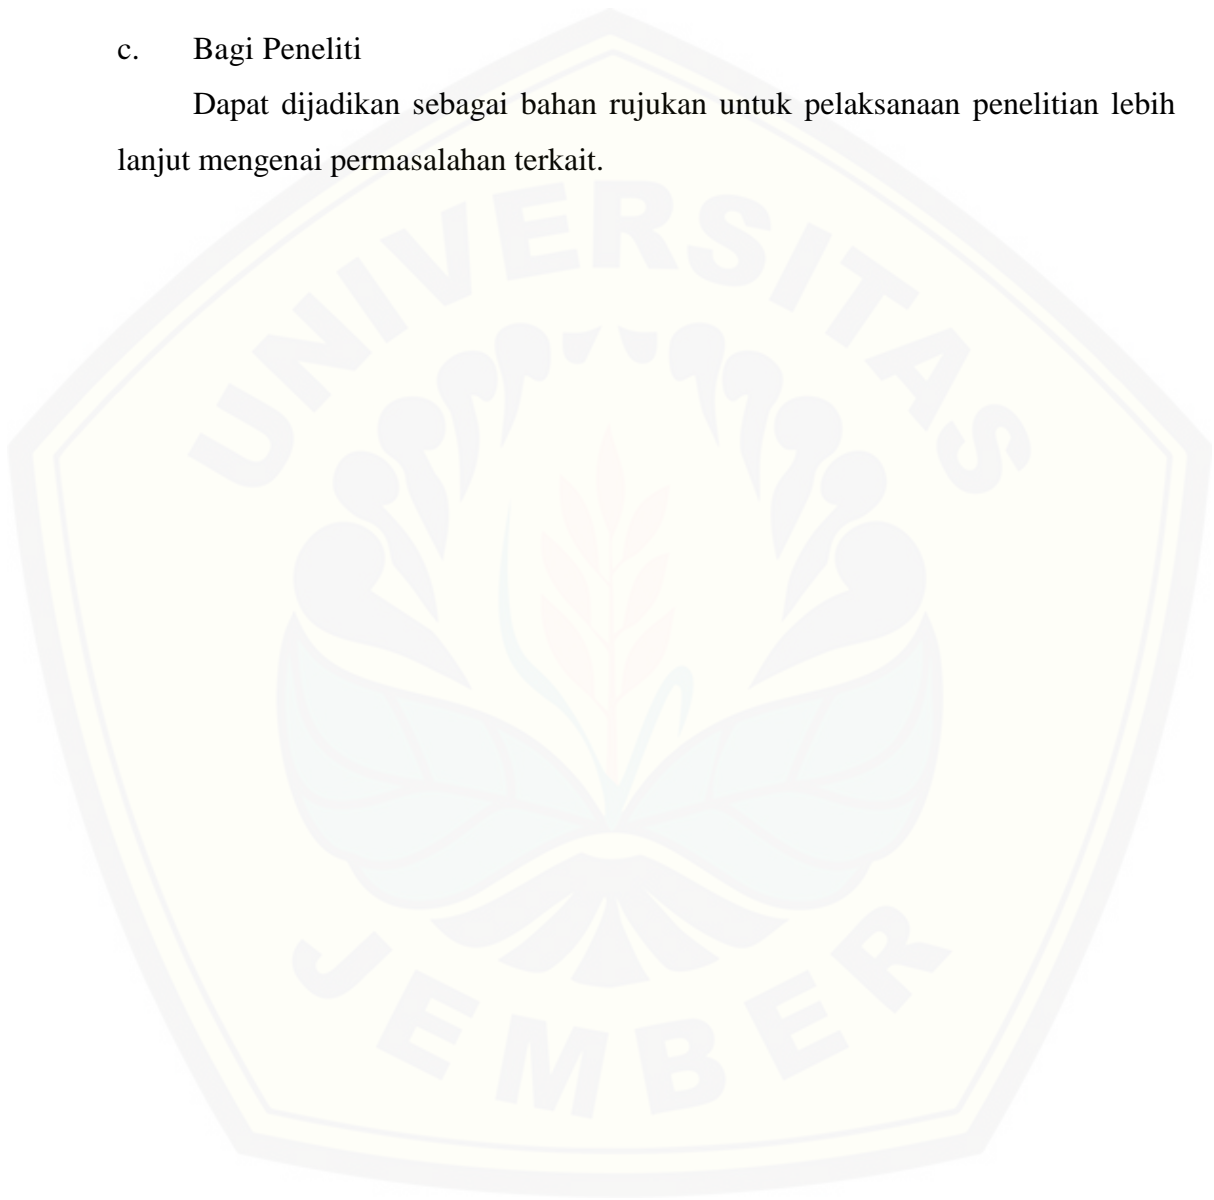 c. Bagi Peneliti
Dapat dijadikan sebagai bahan rujukan untuk pelaksanaan penelitian lebih
lanjut mengenai permasalahan terkait.
UNIVERSITAS
JEMBER